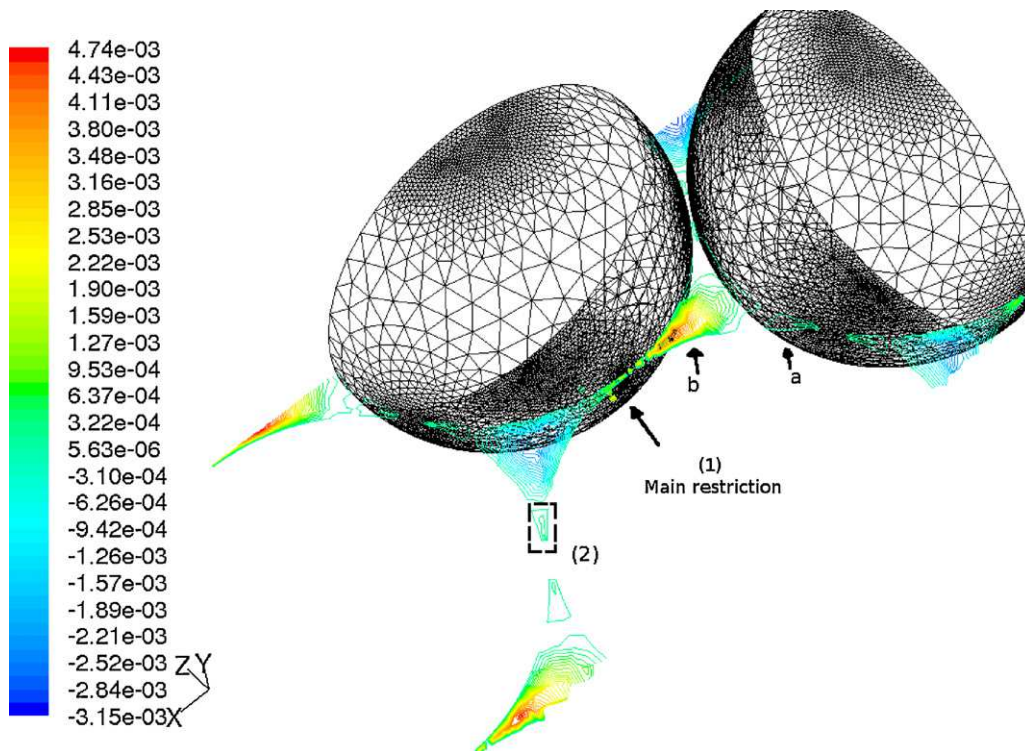 4.74e-03
4.43e-03
4.11e-03
3.80e-03
3.48e-03
3.16e-03
2.85e-03
2.53e-03
2.22e-03
1.90e-03
1.59e-03
1.27e-03
9.53e-04
6.37e-04
3.22e-04
5.63e-06
-3.10e-04
-6.26e-04
-9.42e-04
-1.26e-03
-1.57e-03
-1.89e-03
-2.21e-03
-2.52e-03
-2.84e-03
-3.15e-03
Z Y
X
b
a
(1)
Main restriction
(2)